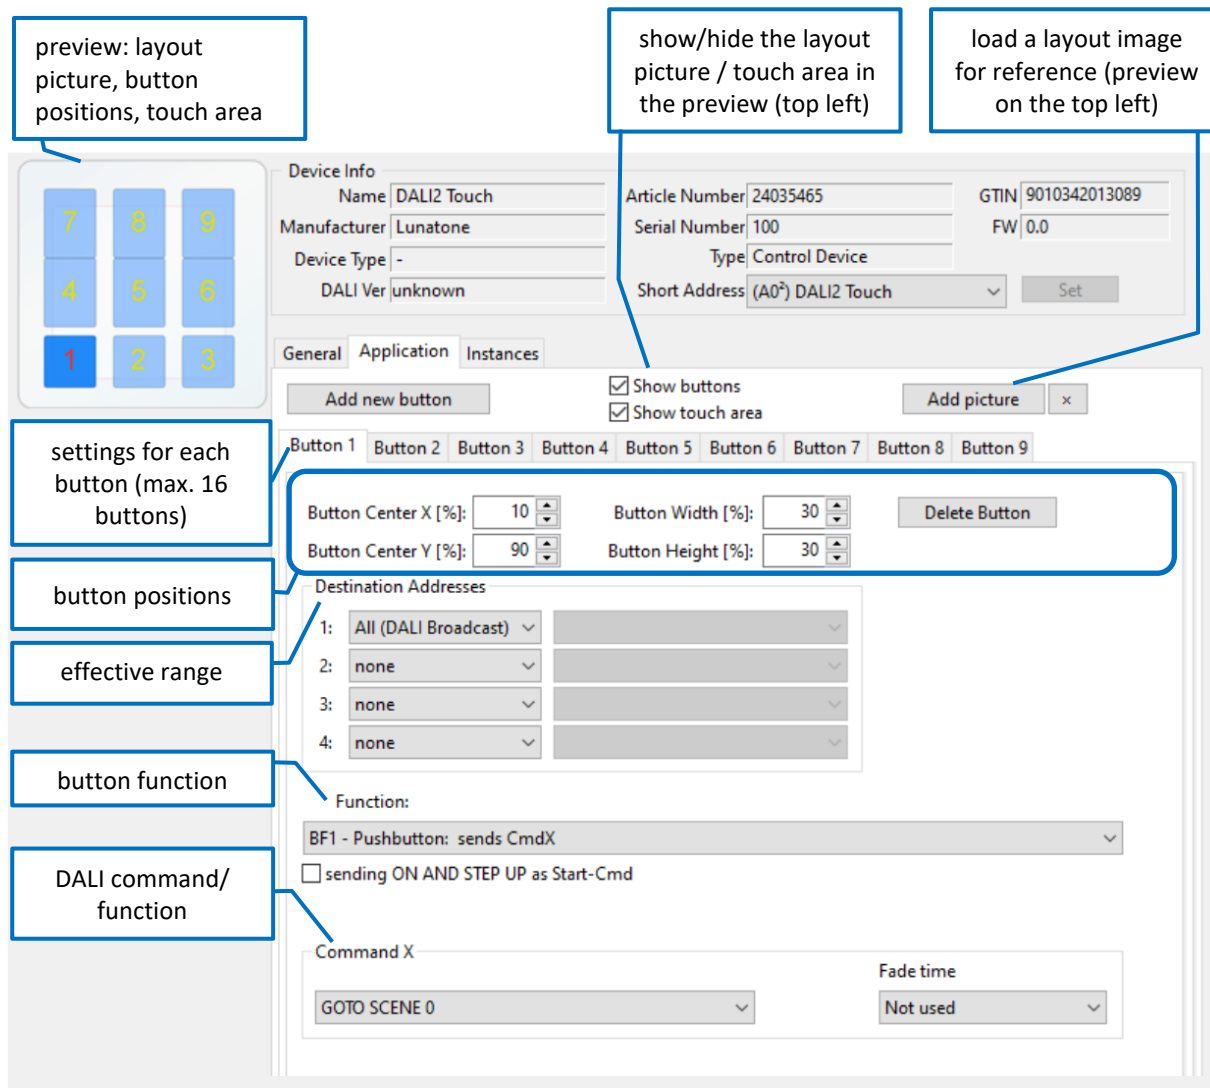 preview: layout
picture, button
positions, touch area
show/hide the layout
picture / touch area in
the preview (top left)
load a layout image
for reference (preview
on the top left)
7 8 9
4 5 6
1 2 3
Device Info
Name DALI2 Touch Article Number 24035465 GTIN 9010342013089
Manufacturer Lunatone Serial Number 100 FW 0.0
Device Type - Type Control Device
DALI Ver unknown Short Address (A0²) DALI2 Touch Set
General Application Instances
Add new button
Show buttons
Show touch area
Add picture ×
settings for each
button (max. 16
buttons)
Button 1 Button 2 Button 3 Button 4 Button 5 Button 6 Button 7 Button 8 Button 9
Button Center X [%]: 10 Button Width [%]: 30 Delete Button
Button Center Y [%]: 90 Button Height [%]: 30
button positions
Destination Addresses
1: All (DALI Broadcast)
2: none
3: none
4: none
effective range
button function
Function:
BF1 - Pushbutton: sends CmdX
sending ON AND STEP UP as Start-Cmd
DALI command/
function
Command X
Fade time
GOTO SCENE 0 Not used